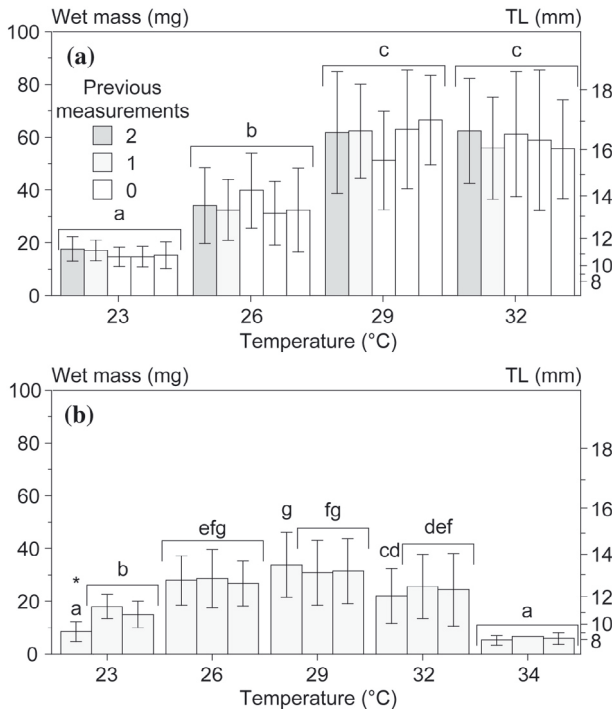 Wet mass (mg) TL (mm)
100
80
60
40
20
0
(a)
Previous
measurements
2
1
0
a
b
c
c
18
16
14
12
10
8
23 26 29 32
Temperature (°C)
Wet mass (mg) TL (mm)
100
80
60
40
20
0
(b)
*
a
b
efg
g
fg
cd
def
a
18
16
14
12
10
8
23 26 29 32 34
Temperature (°C)